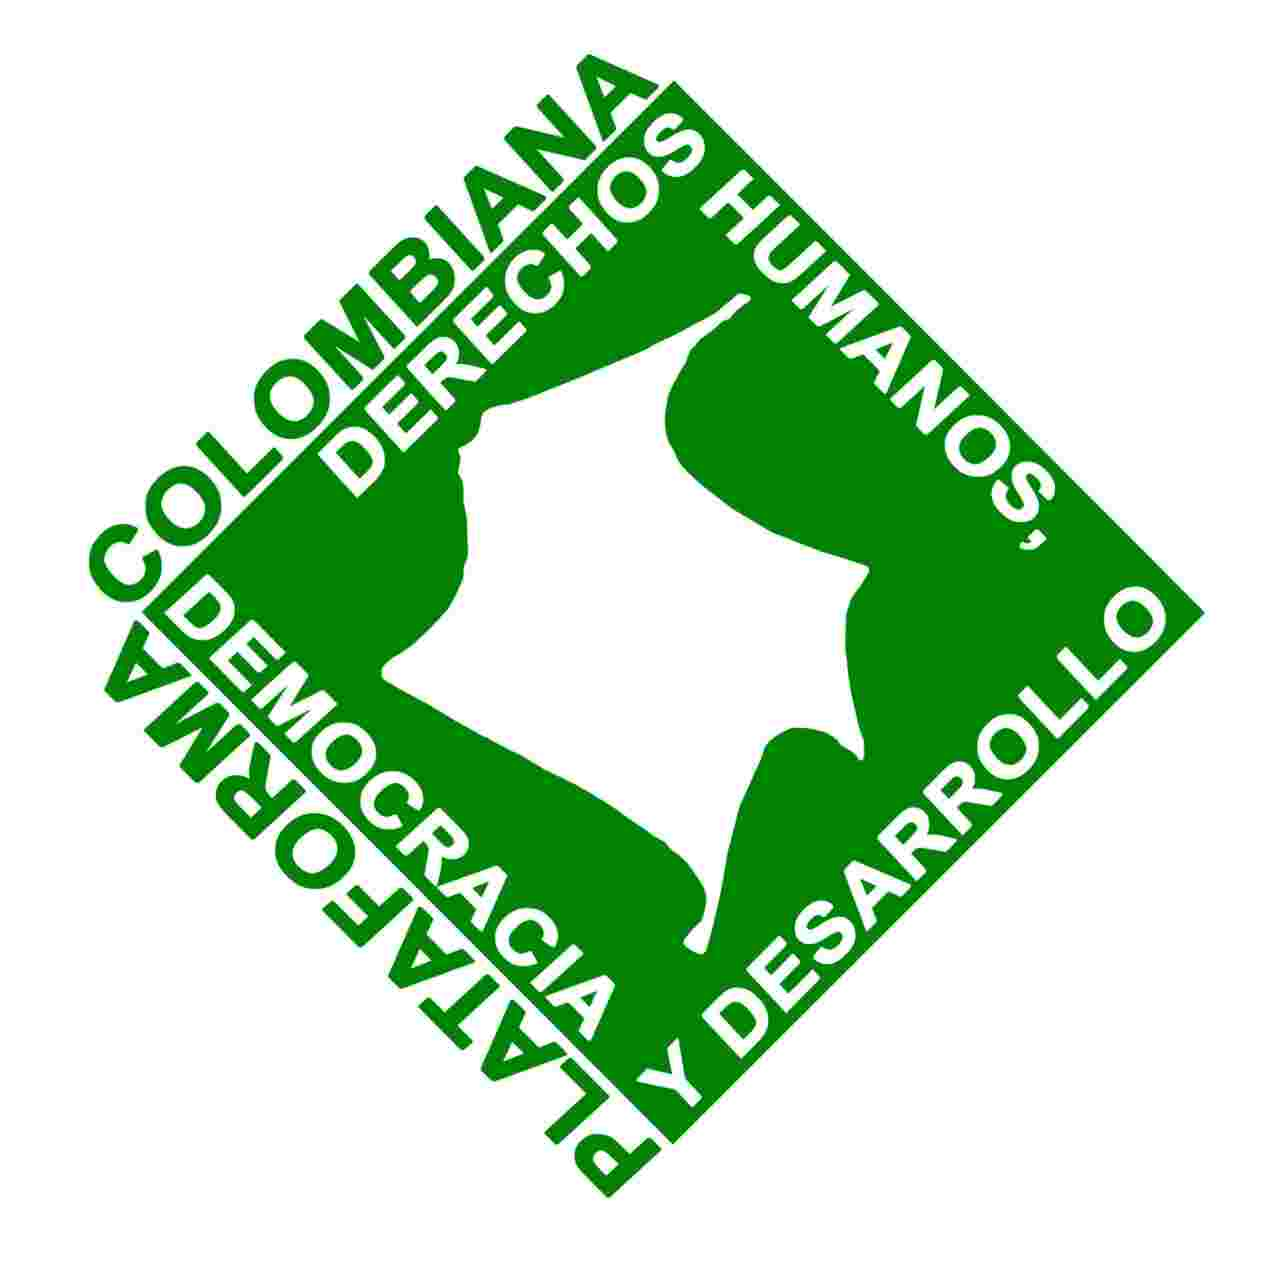 PLATAFORMA
COLOMBIANA
DERECHOS
HUMANOS,
DEMOCRACIA
Y DESARROLLO